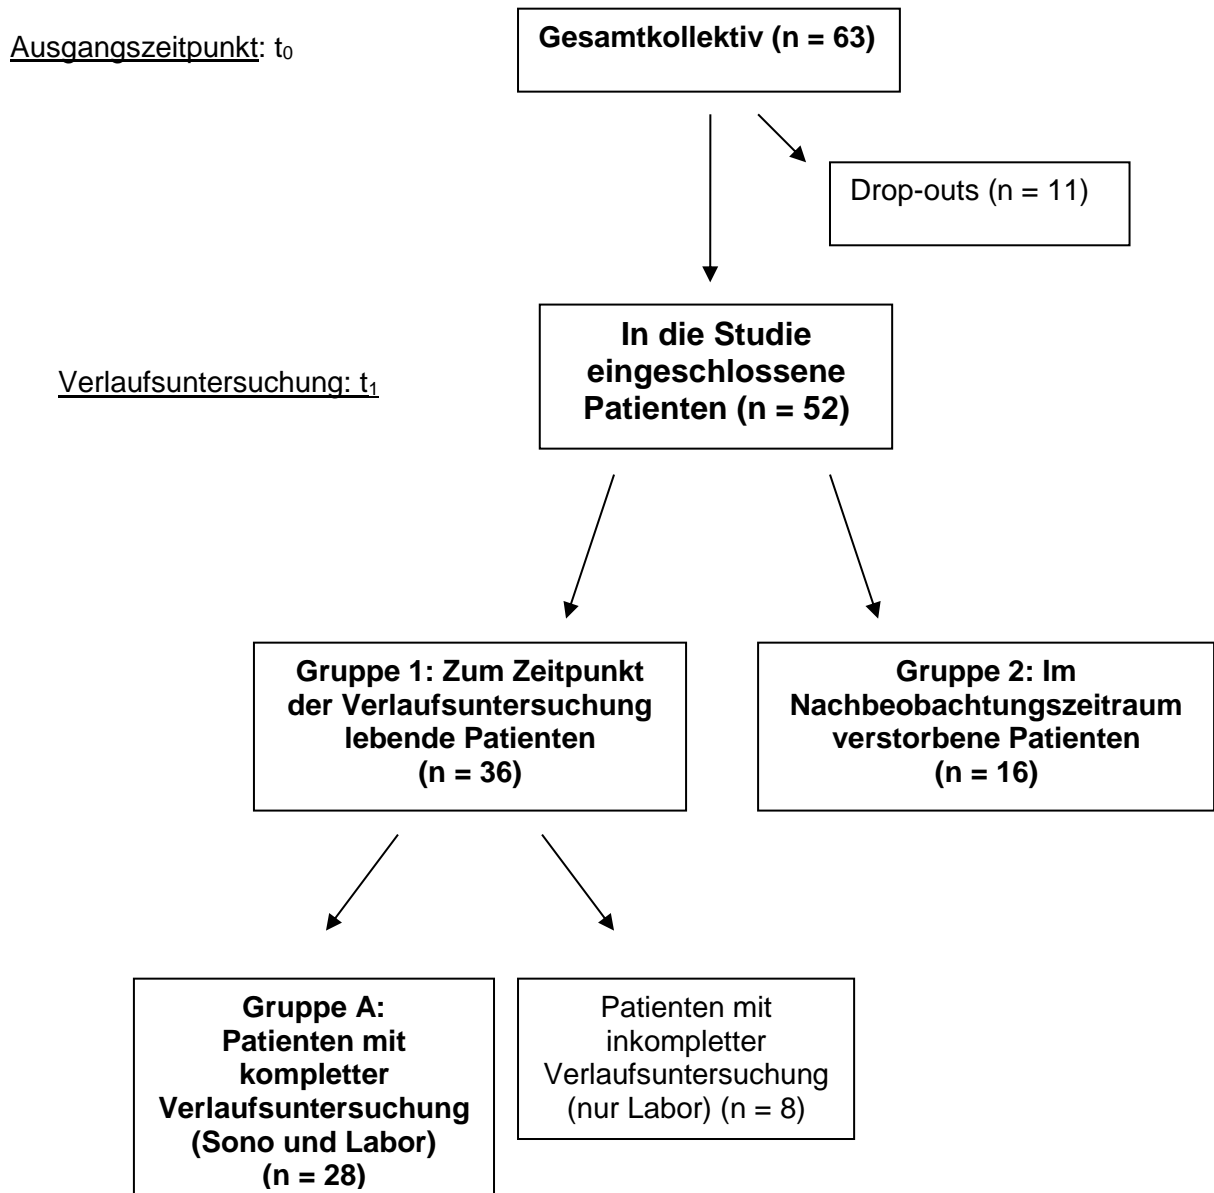 Ausgangszeitpunkt: t₀
Gesamtkollektiv (n = 63)
Drop-outs (n = 11)
In die Studie
eingeschlossene
Patienten (n = 52)
Verlaufsuntersuchung: t₁
Gruppe 1: Zum Zeitpunkt
der Verlaufsuntersuchung
lebende Patienten
(n = 36)
Gruppe 2: Im
Nachbeobachtungszeitraum
verstorbene Patienten
(n = 16)
Gruppe A:
Patienten mit
kompletter
Verlaufsuntersuchung
(Sono und Labor)
(n = 28)
Patienten mit
inkompletter
Verlaufsuntersuchung
(nur Labor) (n = 8)